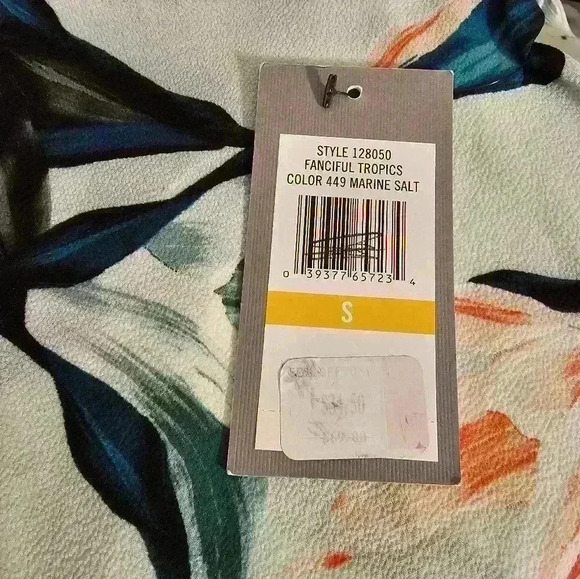 STYLE 128050
FANCIFUL TROPICS
COLOR 449 MARINE SALT
0 39377 65723 4
S